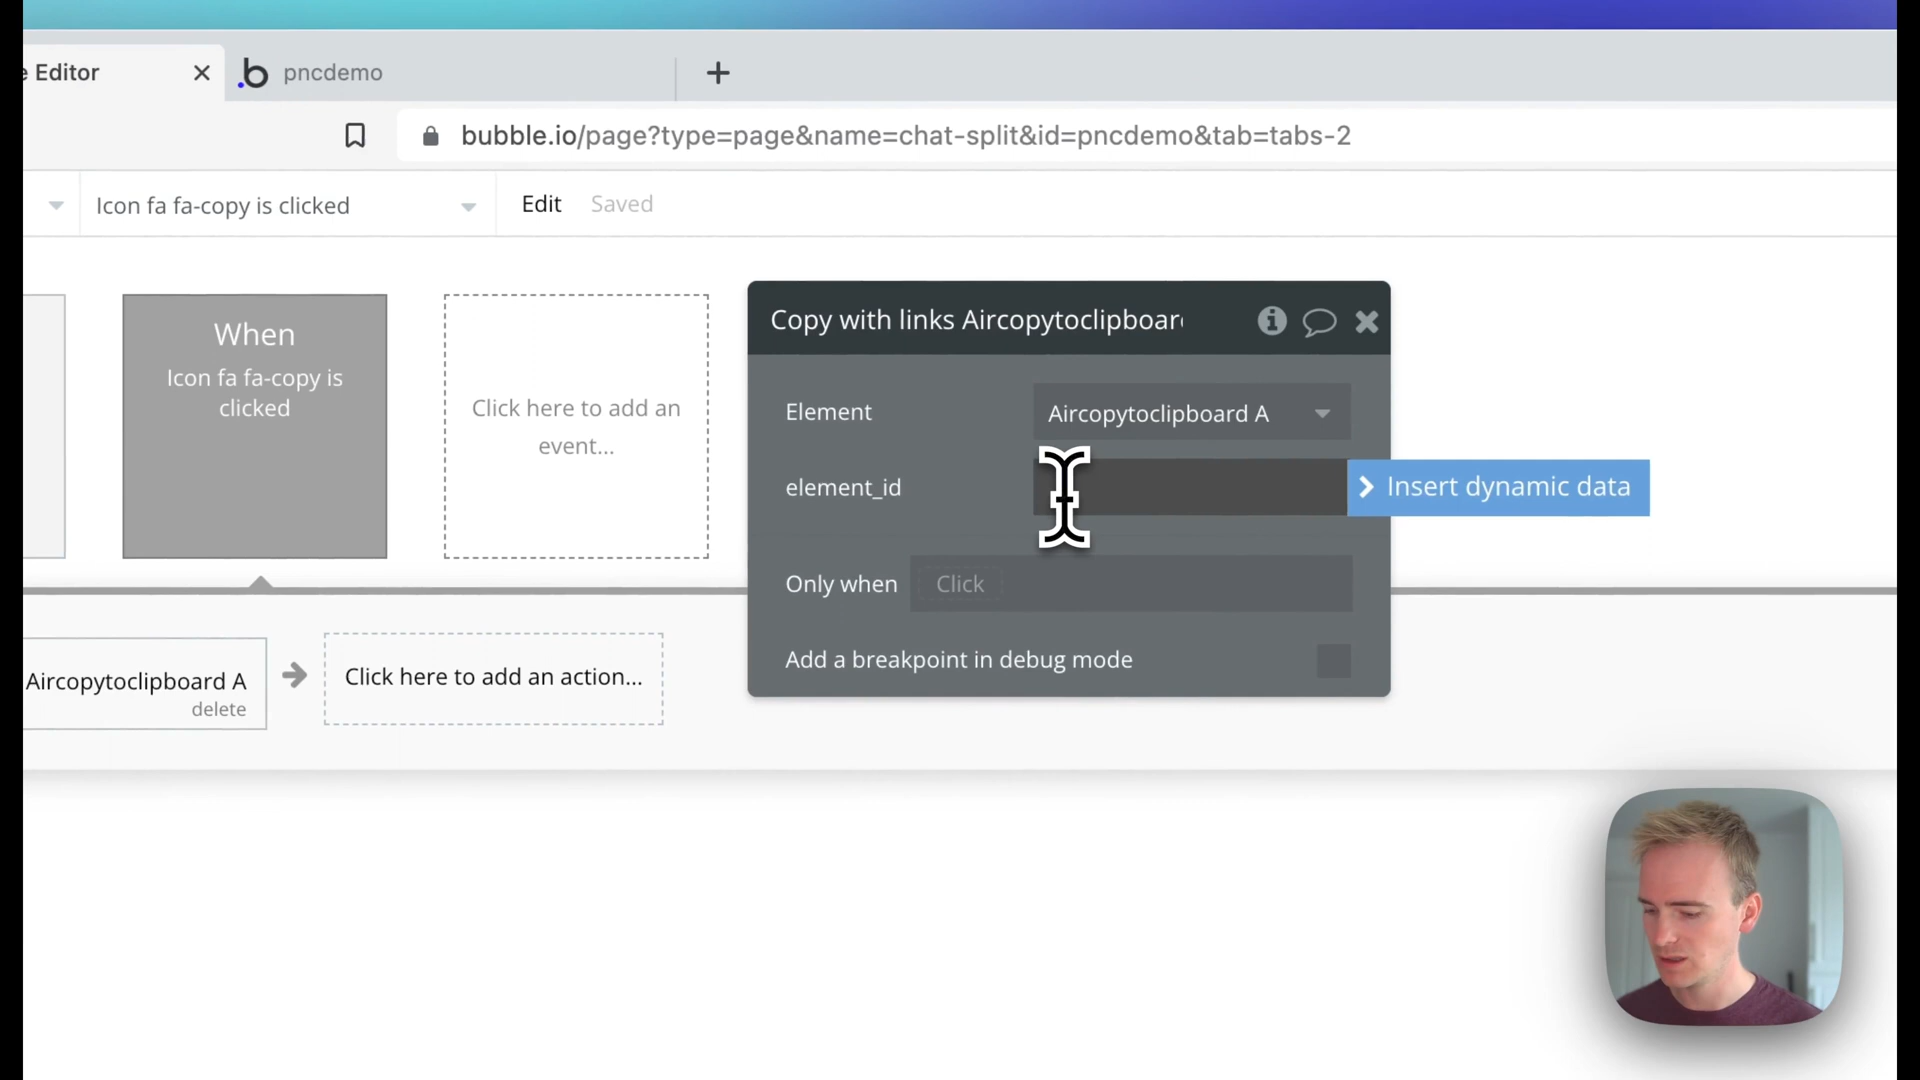 e Editor
pncdemo
bubble.io/page?type=page&name=chat-split&id=pncdemo&tab=tabs-2
Icon fa fa-copy is clicked
Edit
Saved
When
Icon fa fa-copy is
clicked
Click here to add an
event...
Copy with links Aircopytoclipboar
Element
Aircopytoclipboard A
element_id
Insert dynamic data
Only when
Click
Add a breakpoint in debug mode
Aircopytoclipboard A
delete
Click here to add an action...